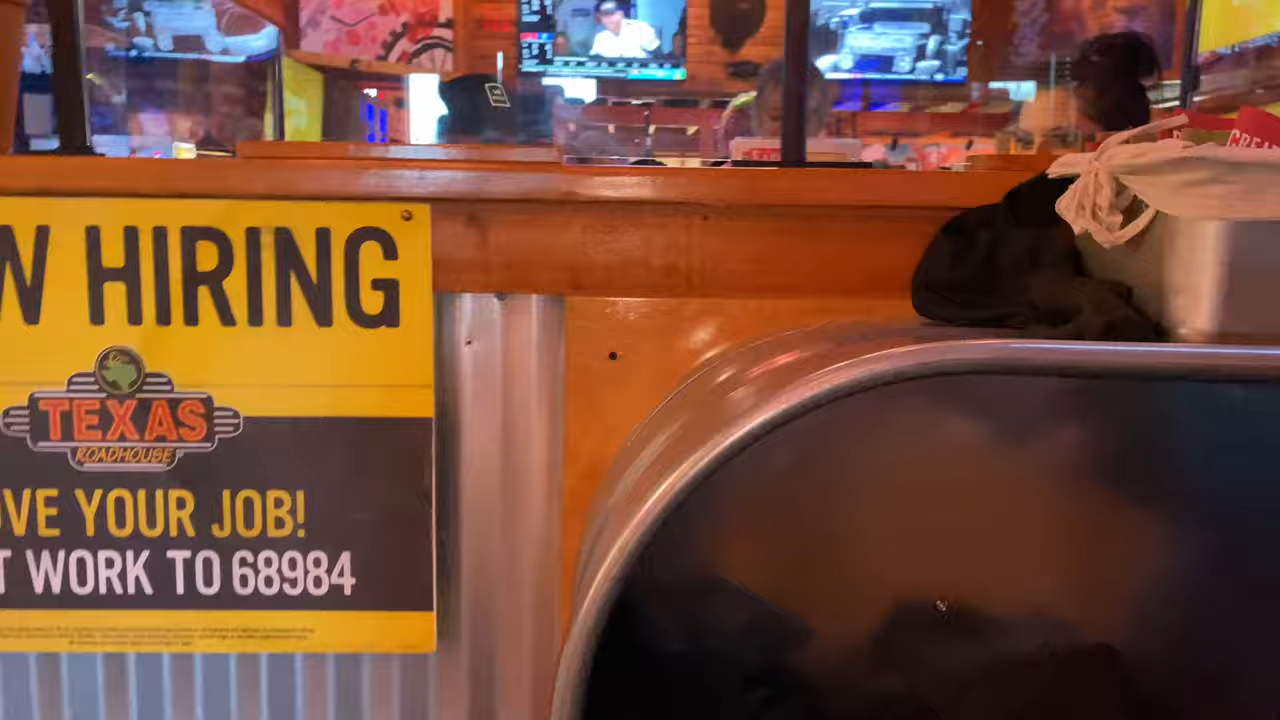 W HIRING
TEXAS
ROADHOUSE
OVE YOUR JOB!
T WORK TO 68984